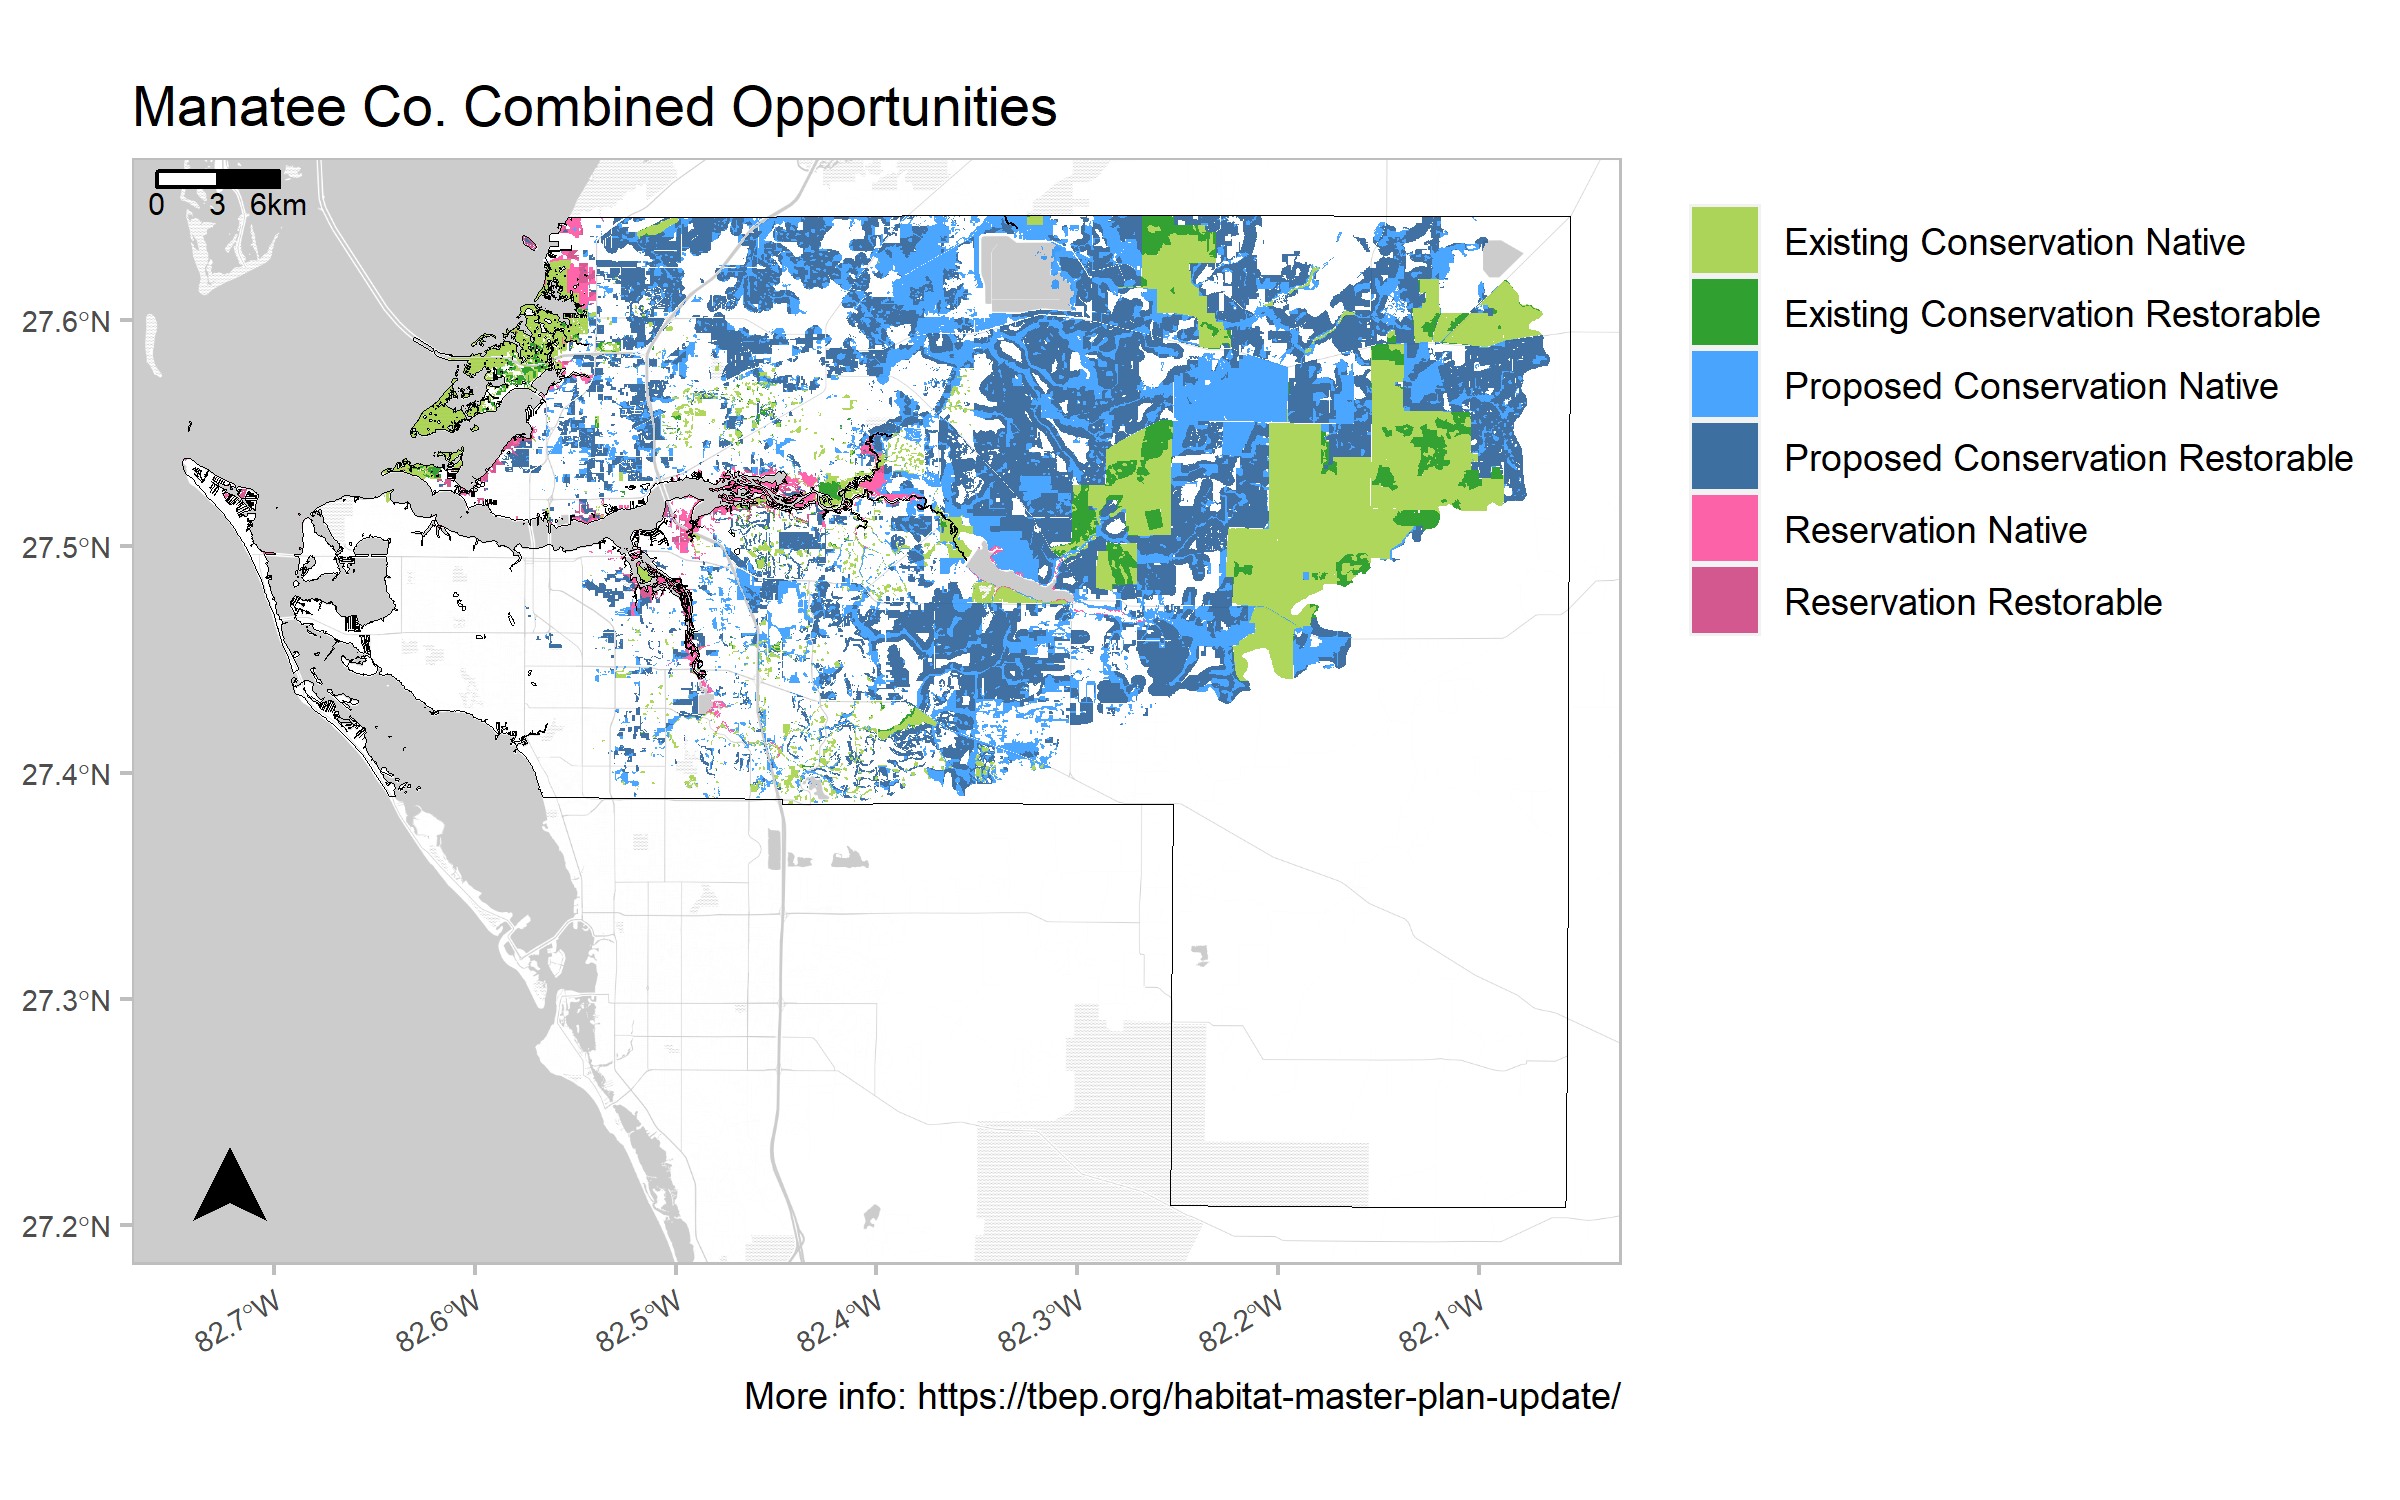 Manatee Co. Combined Opportunities
0 3 6km
27.6°N
27.5°N
27.4°N
27.3°N
27.2°N
82.7°W 82.6°W 82.5°W 82.4°W 82.3°W 82.2°W 82.1°W
Existing Conservation Native
Existing Conservation Restorable
Proposed Conservation Native
Proposed Conservation Restorable
Reservation Native
Reservation Restorable
More info: https://tbep.org/habitat-master-plan-update/